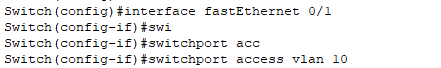 Switch(config)#interface fastEthernet 0/1
Switch(config-if)#swi
Switch(config-if)#switchport acc
Switch(config-if)#switchport access vlan 10